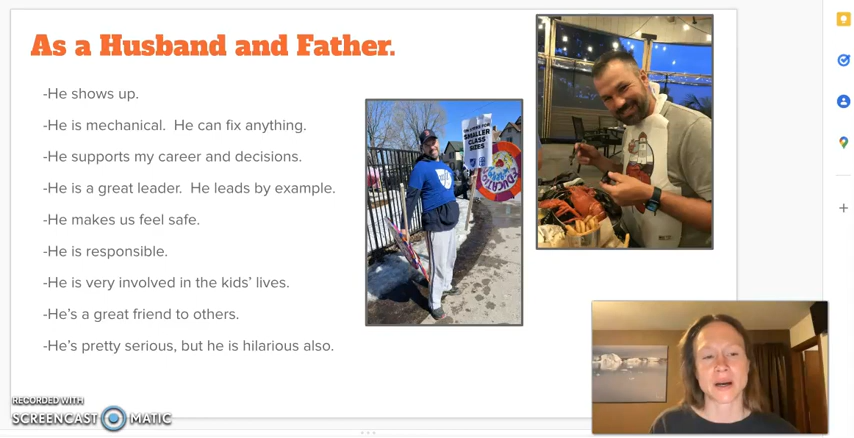 As a Husband and Father.
-He shows up.
-He is mechanical.  He can fix anything.
-He supports my career and decisions.
-He is a great leader.  He leads by example.
-He makes us feel safe.
-He is responsible.
-He is very involved in the kids’ lives.
-He’s a great friend to others.
-He’s pretty serious, but he is hilarious also.
SMALLER
CLASS
SIZES
RECORDED WITH
SCREENCAST MATIC